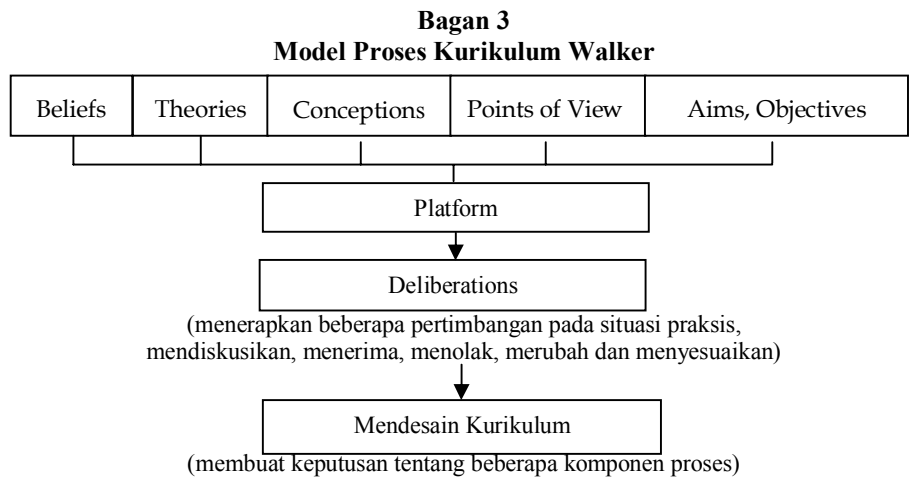 Bagan 3
Model Proses Kurikulum Walker
Beliefs Theories Conceptions Points of View Aims, Objectives
Platform
Deliberations
(menerapkan beberapa pertimbangan pada situasi praksis,
mendiskusikan, menerima, menolak, merubah dan menyesuaikan)
Mendesain Kurikulum
(membuat keputusan tentang beberapa komponen proses)